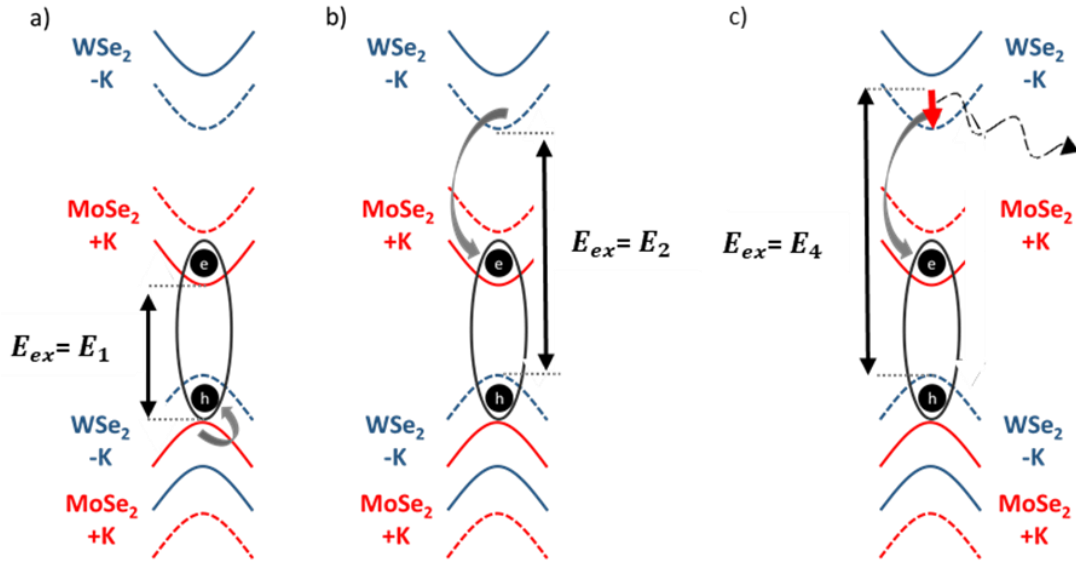 a)
WSe₂
-K
MoSe₂
+K
e
Eₑₓ= E₁
h
WSe₂
-K
MoSe₂
+K
b)
WSe₂
-K
MoSe₂
+K
e
Eₑₓ= E₂
h
WSe₂
-K
MoSe₂
+K
c)
WSe₂
-K
MoSe₂
+K
e
Eₑₓ= E₄
h
WSe₂
-K
MoSe₂
+K